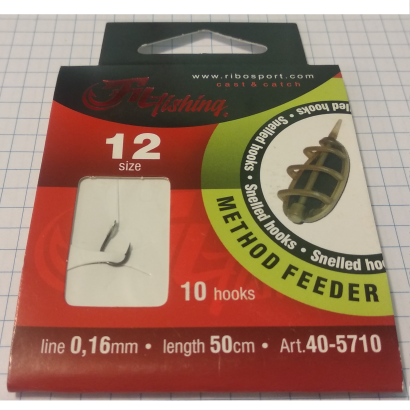 www.ribosport.com
cast & catch
fishing®
12
size
Snelled hooks • Snelled hooks • Snelled hooks
METHOD FEEDER
10 hooks
line 0,16mm • length 50cm • Art.40-5710